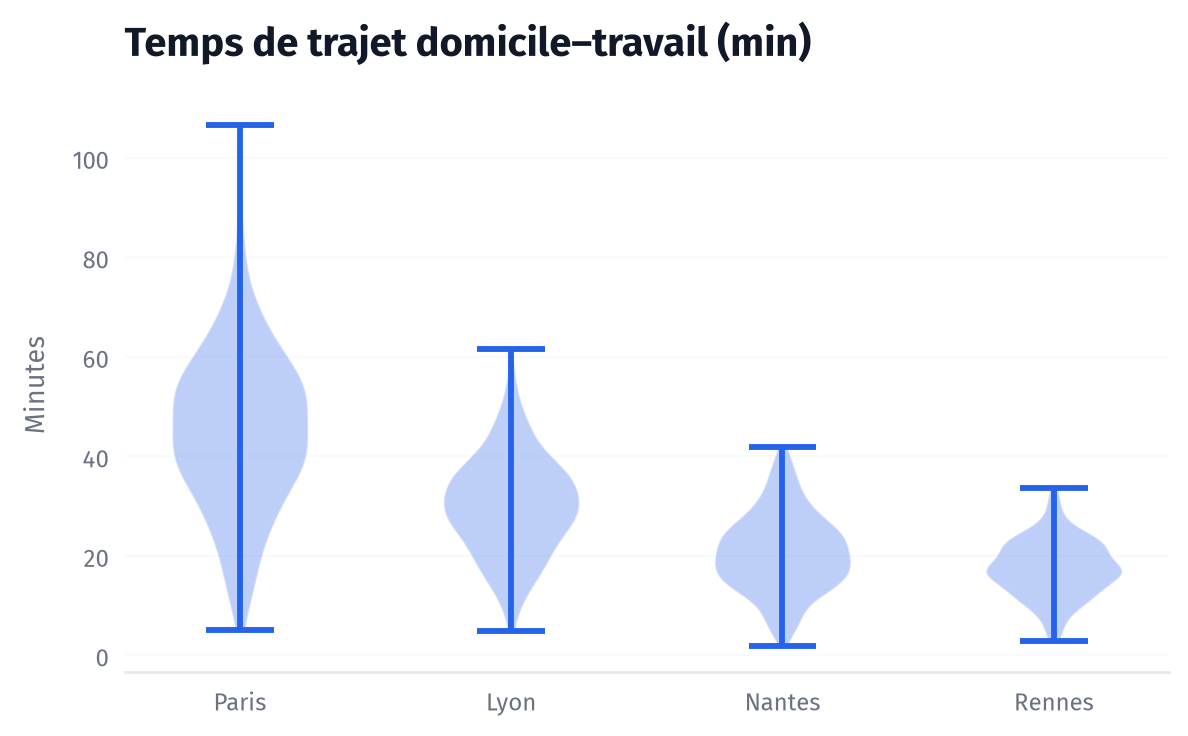 Temps de trajet domicile–travail (min)
Minutes
100
80
60
40
20
0
Paris
Lyon
Nantes
Rennes